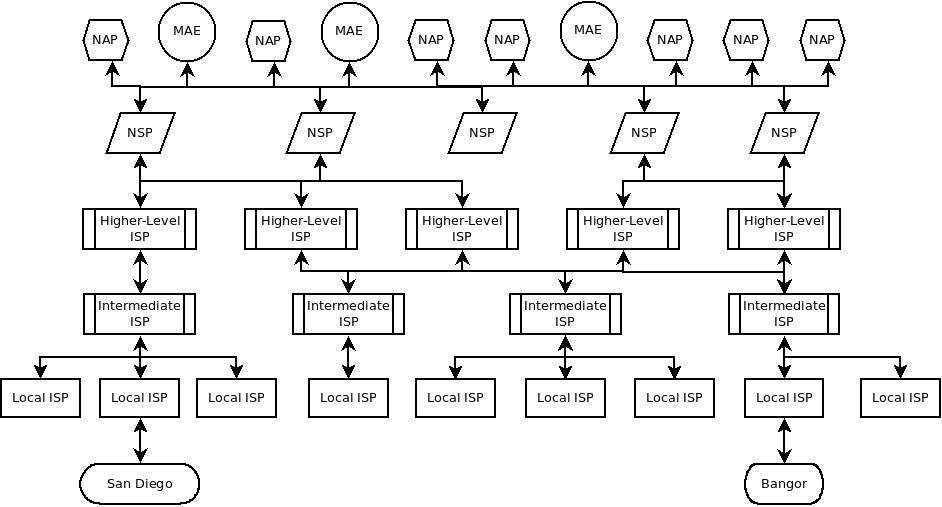 NAP
MAE
NAP
MAE
NAP
NAP
MAE
NAP
NAP
NAP
NSP
NSP
NSP
NSP
NSP
Higher-Level
ISP
Higher-Level
ISP
Higher-Level
ISP
Higher-Level
ISP
Higher-Level
ISP
Intermediate
ISP
Intermediate
ISP
Intermediate
ISP
Intermediate
ISP
Local ISP
Local ISP
Local ISP
Local ISP
Local ISP
Local ISP
Local ISP
Local ISP
Local ISP
San Diego
Bangor